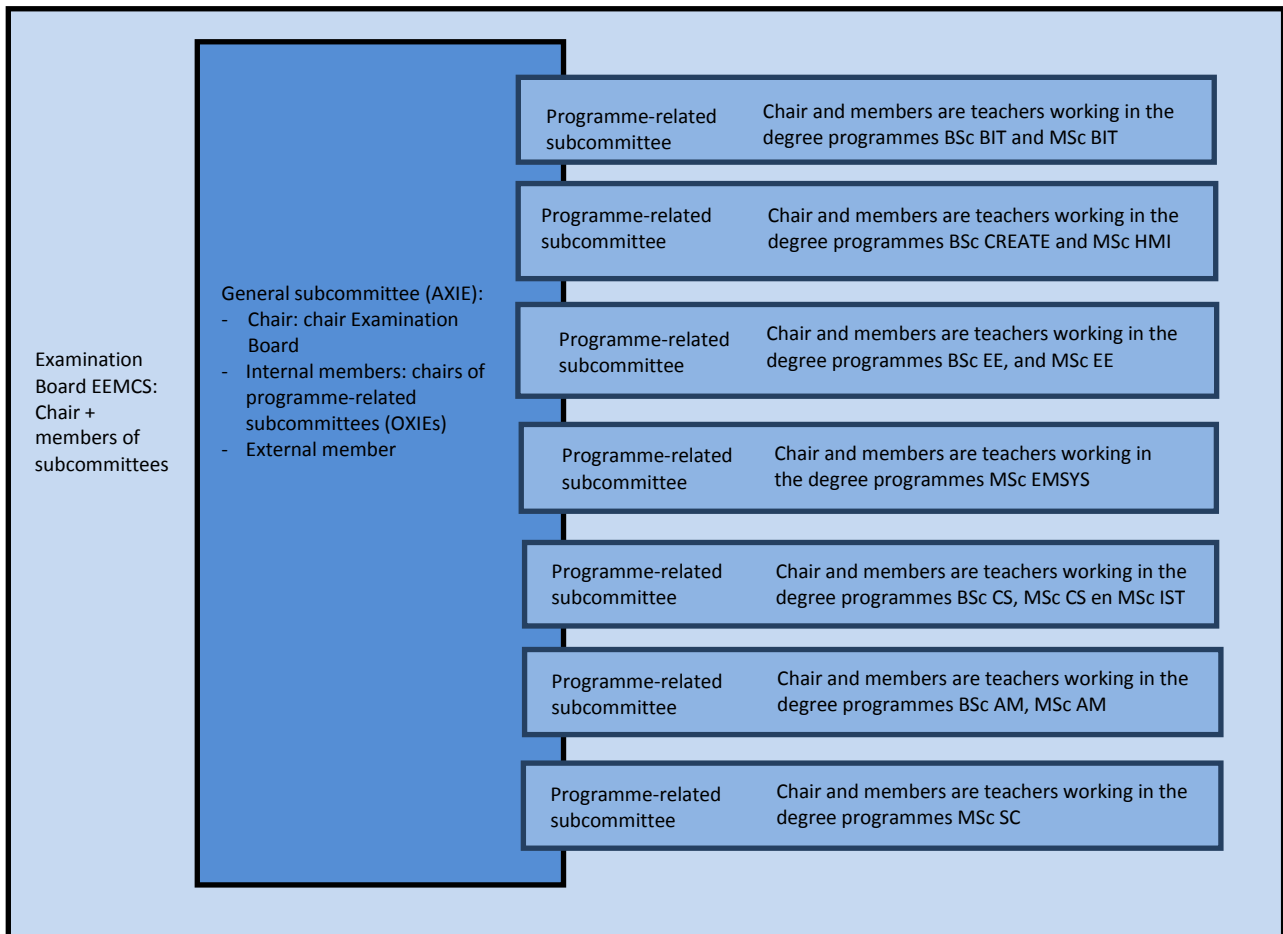 Examination
Board EEMCS:
Chair +
members of
subcommittees
General subcommittee (AXIE):
- Chair: chair Examination
Board
- Internal members: chairs of
programme-related
subcommittees (OXIEs)
- External member
Programme-related
subcommittee
Chair and members are teachers working in the
degree programmes BSc BIT and MSc BIT
Programme-related
subcommittee
Chair and members are teachers working in the
degree programmes BSc CREATE and MSc HMI
Programme-related
subcommittee
Chair and members are teachers working in the
degree programmes BSc EE, and MSc EE
Programme-related
subcommittee
Chair and members are teachers working in
the degree programmes MSc EMSYS
Programme-related
subcommittee
Chair and members are teachers working in the
degree programmes BSc CS, MSc CS en MSc IST
Programme-related
subcommittee
Chair and members are teachers working in the
degree programmes BSc AM, MSc AM
Programme-related
subcommittee
Chair and members are teachers working in the
degree programmes MSc SC